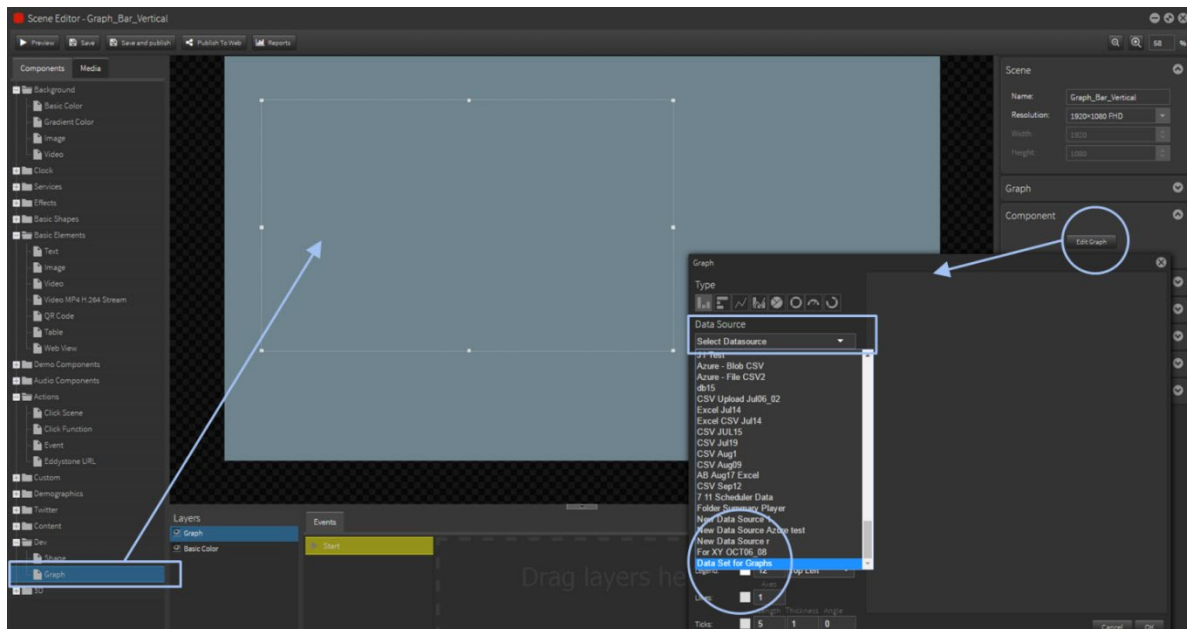 Scene Editor - Graph_Bar_Vertical
Preview Save Save and publish Publish To Web Reports
58 %
Components Media
Background
Basic Color
Gradient Color
Image
Video
Clock
Services
Effects
Basic Shapes
Basic Elements
Text
Image
Video
Video MP4 H.264 Stream
QR Code
Table
Web View
Demo Components
Audio Components
Actions
Click Scene
Click Function
Event
Eddystone URL
Custom
Demographics
Twitter
Content
Dev
Shape
Graph
3D
Layers
Graph
Basic Color
Events
Start
Drag layers he
Scene
Name: Graph_Bar_Vertical
Resolution: 1920×1080 FHD
Width: 1920
Height: 1080
Graph
Component
Edit Graph
Graph
Type
Data Source
Select Datasource
J1 Test
Azure - Blob CSV
Azure - File CSV2
db15
CSV Upload Jul06_02
Excel Jul14
Excel CSV Jul14
CSV JUL15
CSV Jul19
CSV Aug1
CSV Aug09
AB Aug17 Excel
CSV Sep12
7 11 Scheduler Data
Folder Summary Player
New Data Source
New Data Source Azure test
New Data Source r
For XY OCT06_08
Data Set for Graphs
Legend: 12 Top Left
Axes
Lines: 1
Length Thickness Angle
Ticks: 5 1 0
Cancel OK